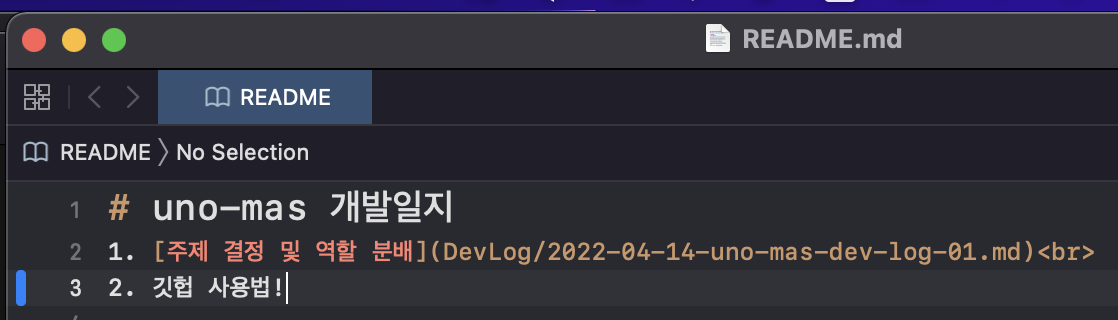 README.md
README
README 〉 No Selection
1 # uno-mas 개발일지
2 1. [주제 결정 및 역할 분배](DevLog/2022-04-14-uno-mas-dev-log-01.md)<br>
3 2. 깃헙 사용법!